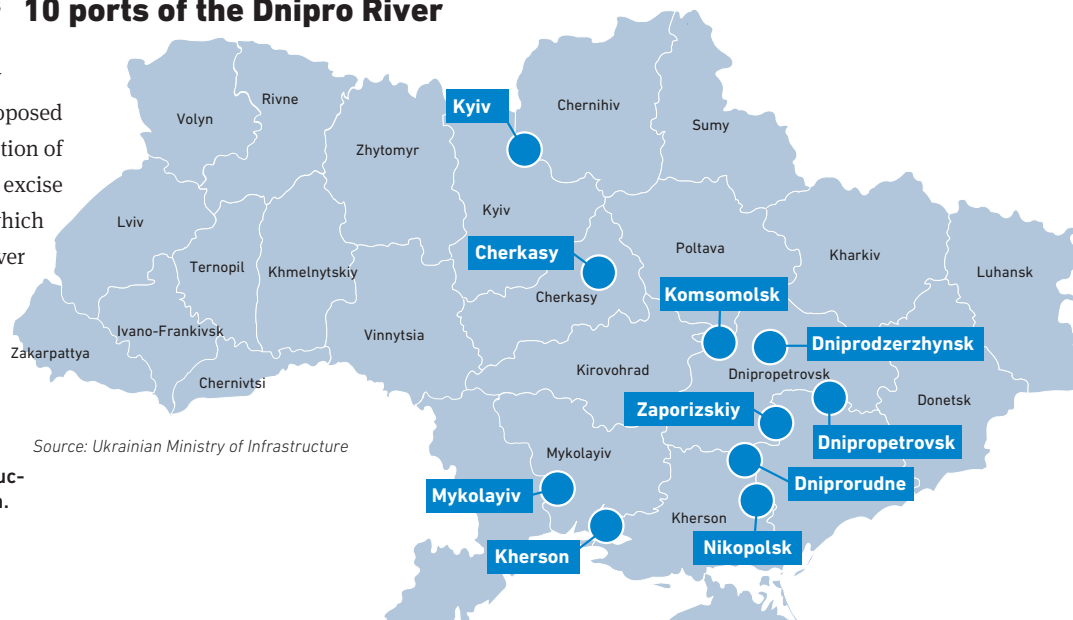 10 ports of the Dnipro River
oposed
tion of
excise
hich
ver
uc-
Source: Ukrainian Ministry of Infrastructure
Volyn
Rivne
Zhytomyr
Kyiv
Chernihiv
Sumy
Lviv
Ternopil
Khmelnytskiy
Kyiv
Cherkasy
Cherkasy
Poltava
Kharkiv
Luhansk
Komsomolsk
Ivano-Frankivsk
Zakarpattya
Chernivtsi
Vinnytsia
Kirovohrad
Dniprodzerzhynsk
Dnipropetrovsk
Donetsk
Zaporizskiy
Dnipropetrovsk
Mykolayiv
Dniprorudne
Mykolayiv
Kherson
Nikopolsk
Kherson